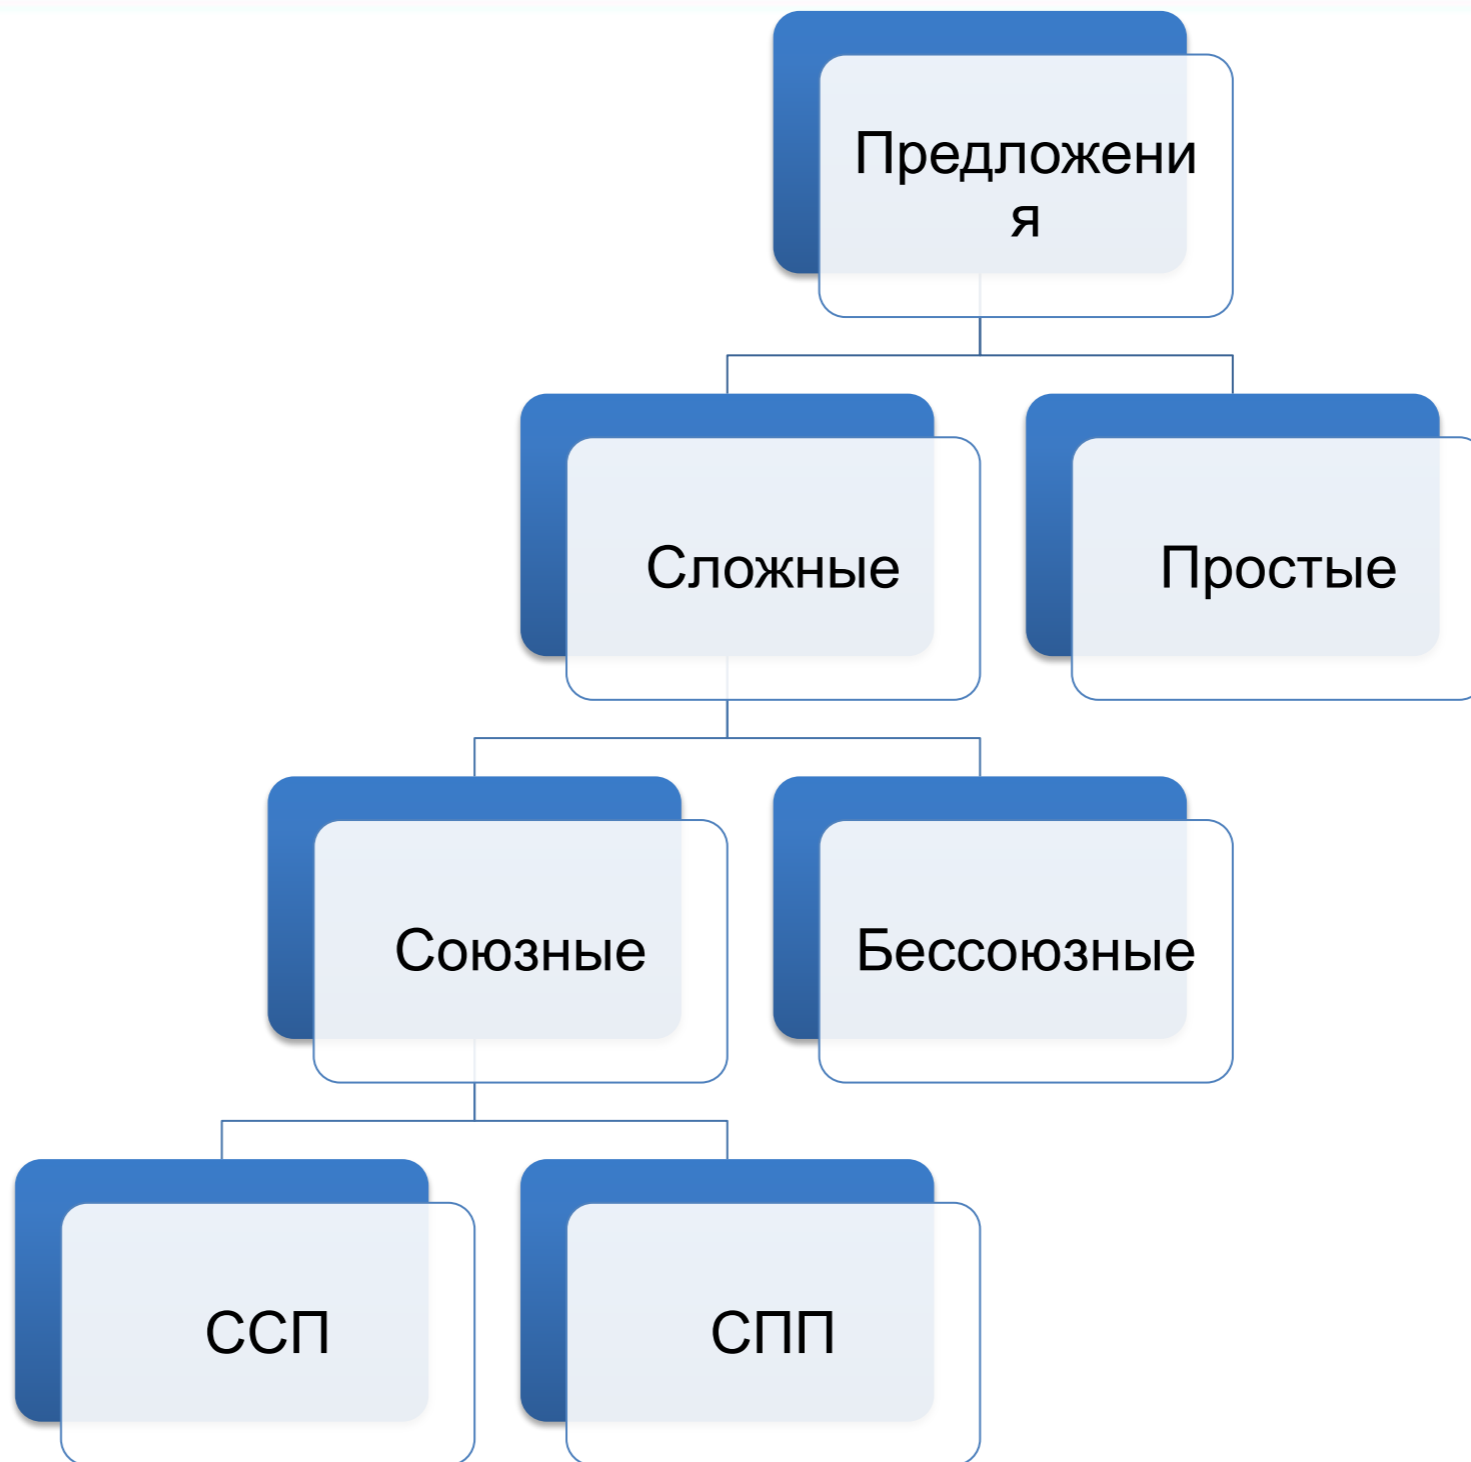 Предложени
я
Сложные
Простые
Союзные
Бессоюзные
ССП
СПП